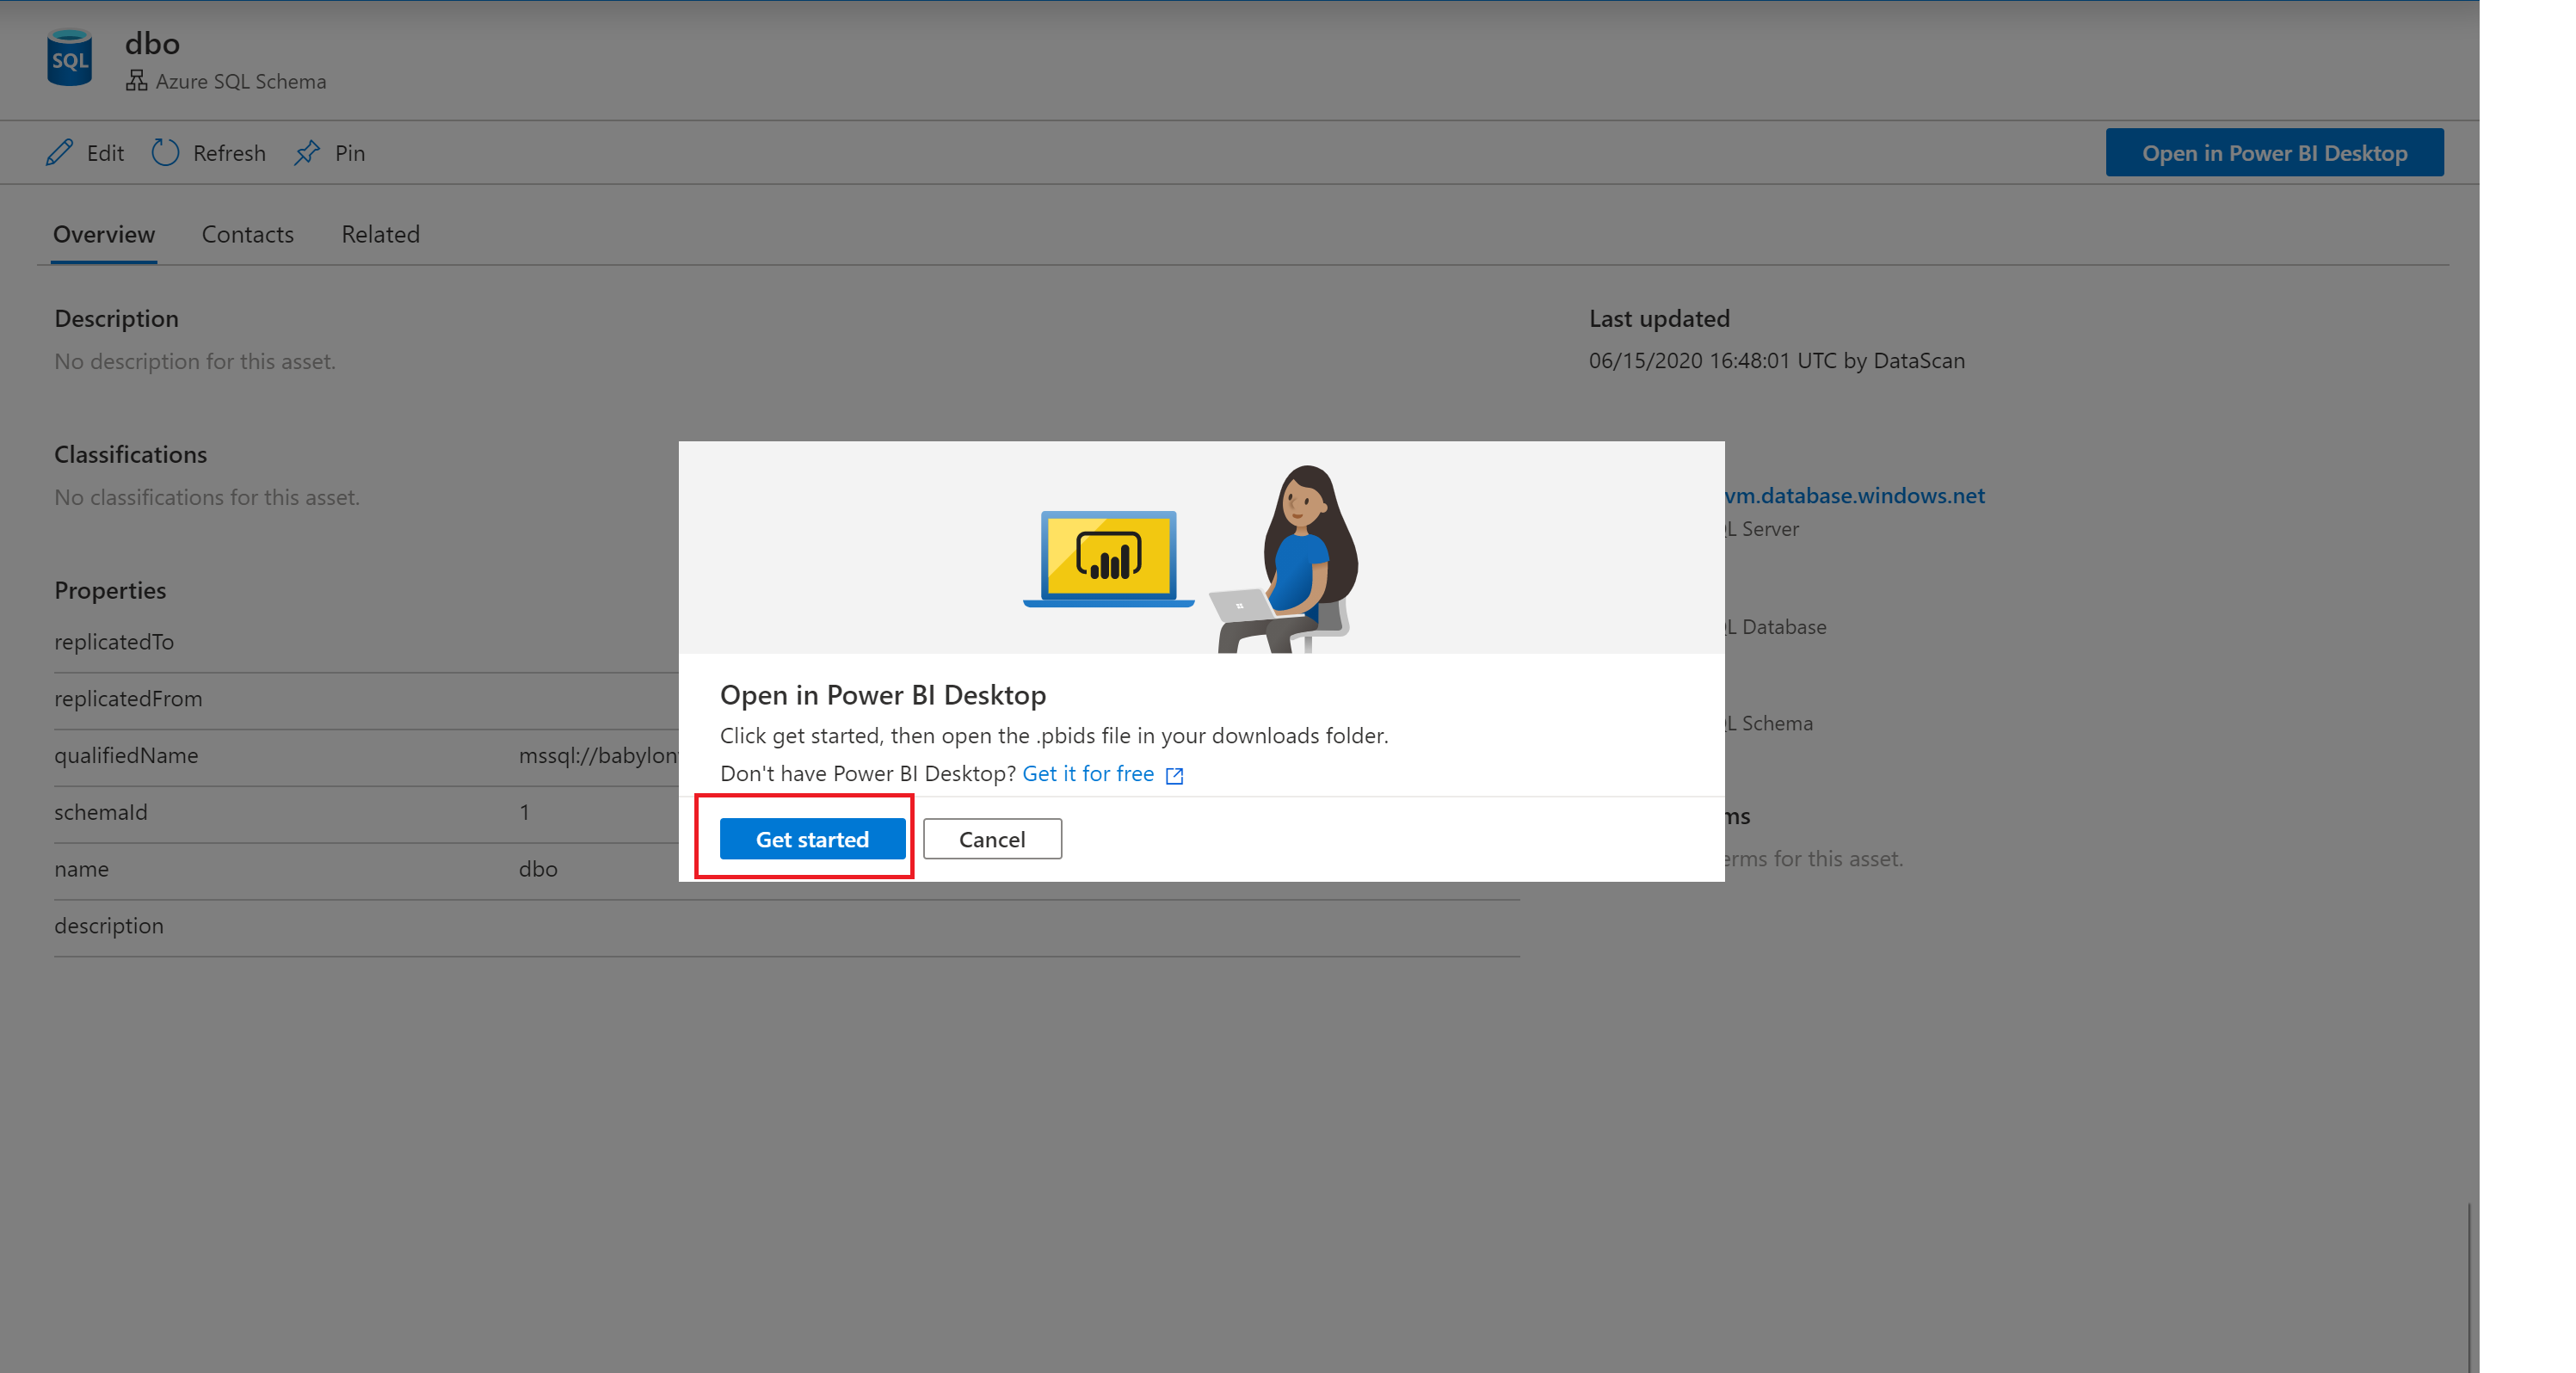 SQL
dbo
Azure SQL Schema
Edit
Refresh
Pin
Open in Power BI Desktop
Overview
Contacts
Related
Description
No description for this asset.
Last updated
06/15/2020 16:48:01 UTC by DataScan
Classifications
No classifications for this asset.
vm.database.windows.net
Server
Properties
replicatedTo
Database
replicatedFrom
Open in Power BI Desktop
Schema
Click get started, then open the .pbids file in your downloads folder.
qualifiedName
mssql://babylon
Don't have Power BI Desktop? Get it for free
schemaId
1
Get started
Cancel
name
dbo
for this asset.
description